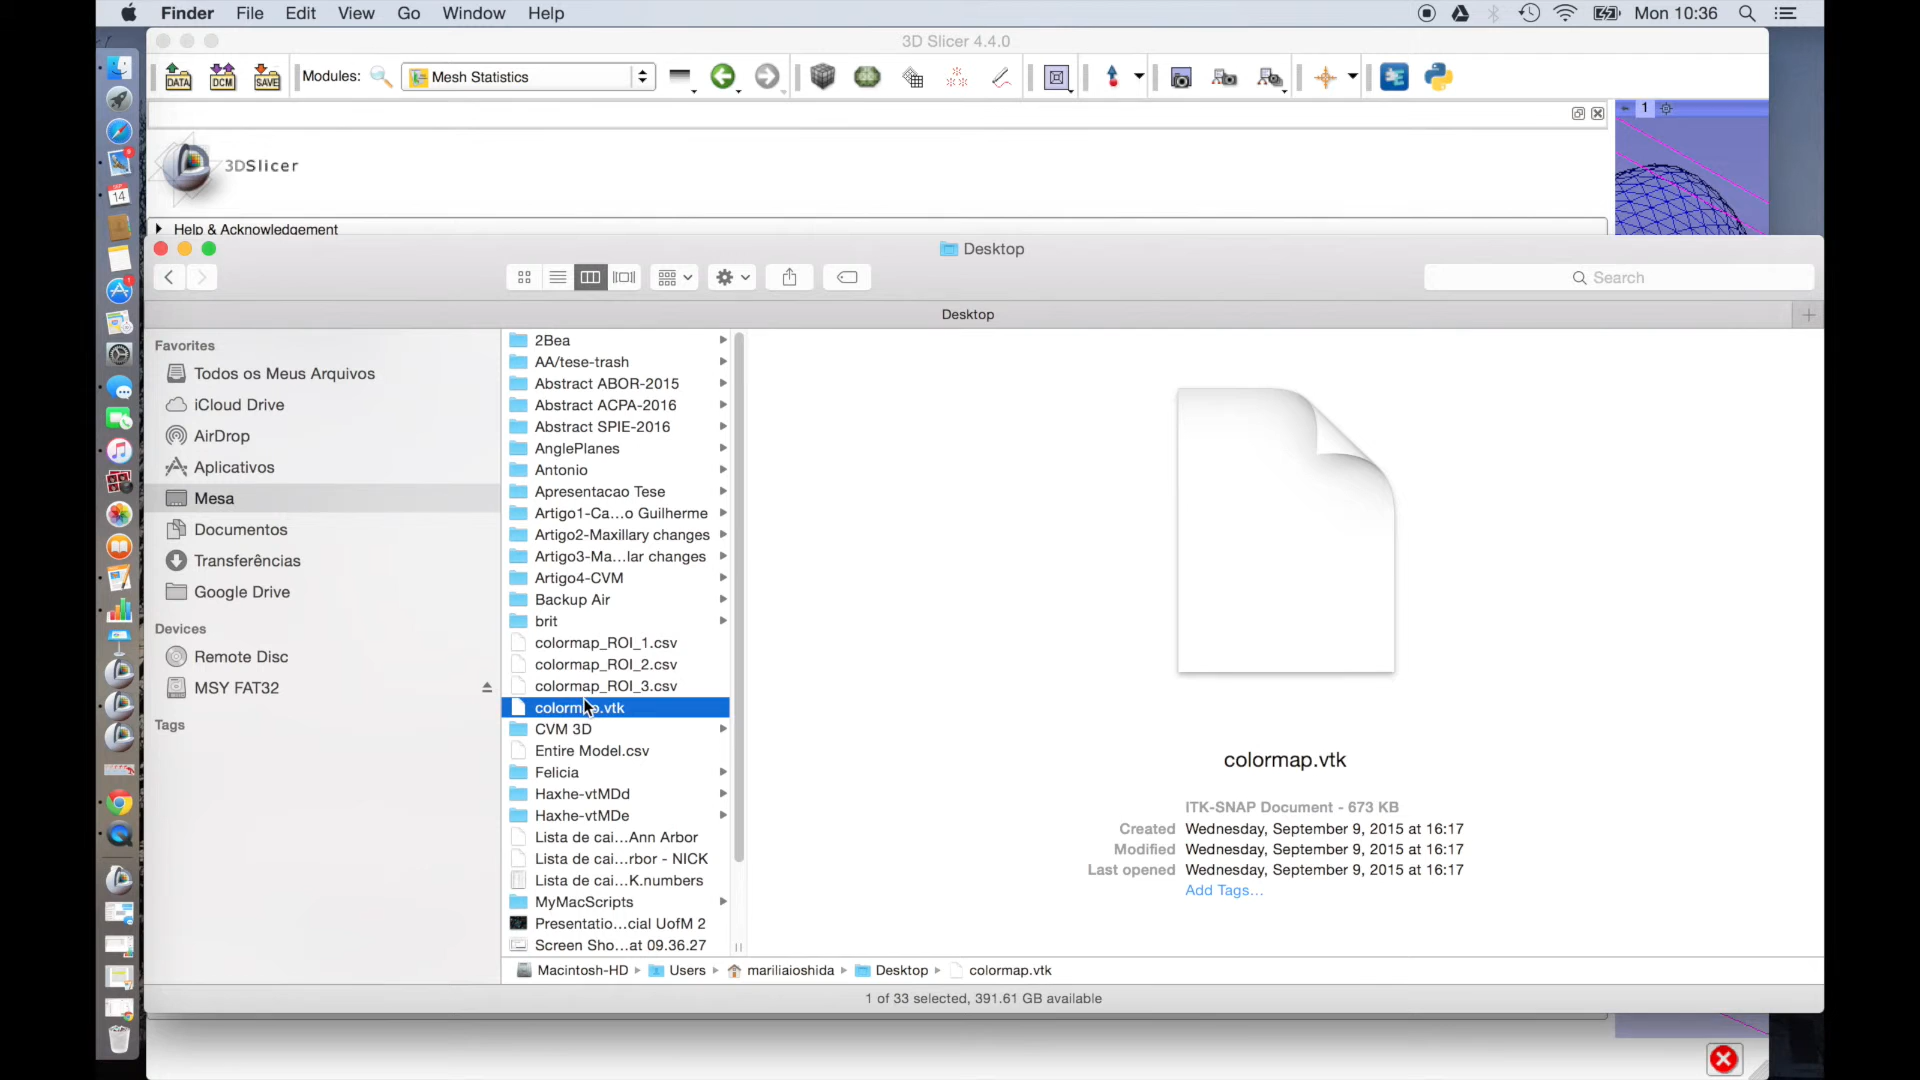 Finder File Edit View Go Window Help Mon 10:36
3D Slicer 4.4.0
DATA DCM SAVE Modules: Mesh Statistics
1
3DSlicer
Help & Acknowledgement
Desktop
Search
Desktop
Favorites
Todos os Meus Arquivos
iCloud Drive
AirDrop
Aplicativos
Mesa
Documentos
Transferências
Google Drive
Devices
Remote Disc
MSY FAT32
Tags
2Bea
AA/tese-trash
Abstract ABOR-2015
Abstract ACPA-2016
Abstract SPIE-2016
AnglePlanes
Antonio
Apresentacao Tese
Artigo1-Ca...o Guilherme
Artigo2-Maxillary changes
Artigo3-Ma...lar changes
Artigo4-CVM
Backup Air
brit
colormap_ROI_1.csv
colormap_ROI_2.csv
colormap_ROI_3.csv
colormap.vtk
CVM 3D
Entire Model.csv
Felicia
Haxhe-vtMDd
Haxhe-vtMDe
Lista de cai...Ann Arbor
Lista de cai...rbor - NICK
Lista de cai...K.numbers
MyMacScripts
Presentatio...cial UofM 2
Screen Sho...at 09.36.27
colormap.vtk
ITK-SNAP Document - 673 KB
Created Wednesday, September 9, 2015 at 16:17
Modified Wednesday, September 9, 2015 at 16:17
Last opened Wednesday, September 9, 2015 at 16:17
Add Tags...
Macintosh-HD Users mariliaioshida Desktop colormap.vtk
1 of 33 selected, 391.61 GB available